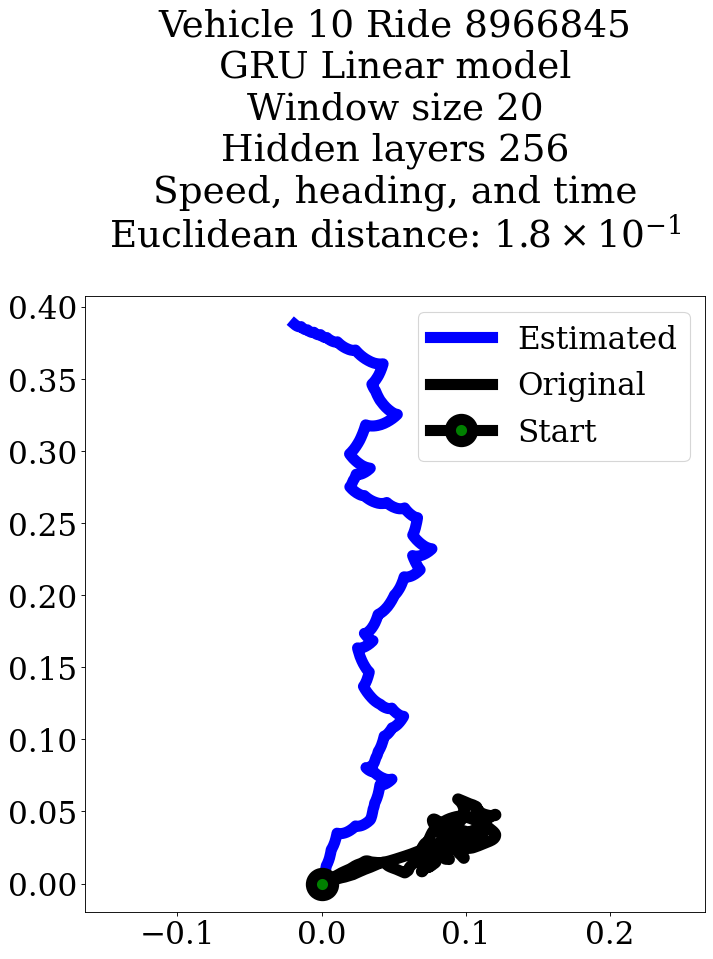 Vehicle 10 Ride 8966845
GRU Linear model
Window size 20
Hidden layers 256
Speed, heading, and time
Euclidean distance: 1.8 × 10⁻¹
Estimated
Original
Start
0.40
0.35
0.30
0.25
0.20
0.15
0.10
0.05
0.00
−0.1 0.0 0.1 0.2